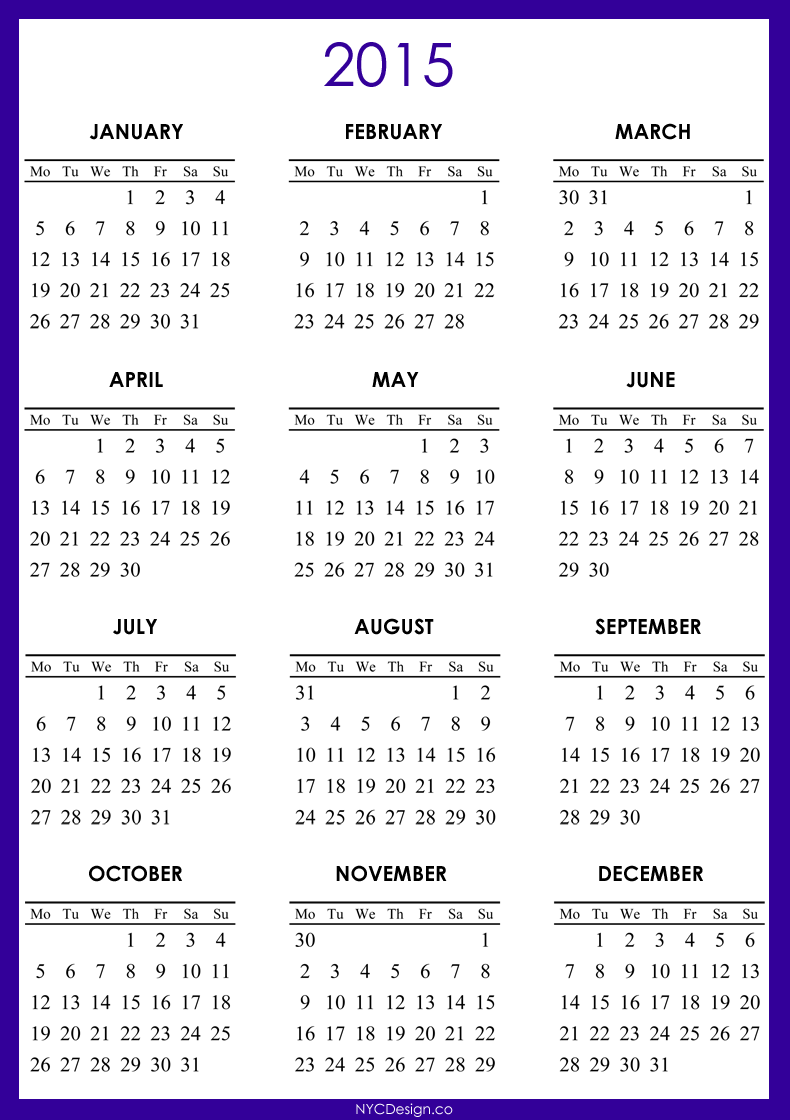 2015
JANUARY
Mo Tu We Th Fr Sa Su
1 2 3 4
5 6 7 8 9 10 11
12 13 14 15 16 17 18
19 20 21 22 23 24 25
26 27 28 29 30 31
FEBRUARY
Mo Tu We Th Fr Sa Su
1
2 3 4 5 6 7 8
9 10 11 12 13 14 15
16 17 18 19 20 21 22
23 24 25 26 27 28
MARCH
Mo Tu We Th Fr Sa Su
30 31 1
2 3 4 5 6 7 8
9 10 11 12 13 14 15
16 17 18 19 20 21 22
23 24 25 26 27 28 29
APRIL
Mo Tu We Th Fr Sa Su
1 2 3 4 5
6 7 8 9 10 11 12
13 14 15 16 17 18 19
20 21 22 23 24 25 26
27 28 29 30
MAY
Mo Tu We Th Fr Sa Su
1 2 3
4 5 6 7 8 9 10
11 12 13 14 15 16 17
18 19 20 21 22 23 24
25 26 27 28 29 30 31
JUNE
Mo Tu We Th Fr Sa Su
1 2 3 4 5 6 7
8 9 10 11 12 13 14
15 16 17 18 19 20 21
22 23 24 25 26 27 28
29 30
JULY
Mo Tu We Th Fr Sa Su
1 2 3 4 5
6 7 8 9 10 11 12
13 14 15 16 17 18 19
20 21 22 23 24 25 26
27 28 29 30 31
AUGUST
Mo Tu We Th Fr Sa Su
31 1 2
3 4 5 6 7 8 9
10 11 12 13 14 15 16
17 18 19 20 21 22 23
24 25 26 27 28 29 30
SEPTEMBER
Mo Tu We Th Fr Sa Su
1 2 3 4 5 6
7 8 9 10 11 12 13
14 15 16 17 18 19 20
21 22 23 24 25 26 27
28 29 30
OCTOBER
Mo Tu We Th Fr Sa Su
1 2 3 4
5 6 7 8 9 10 11
12 13 14 15 16 17 18
19 20 21 22 23 24 25
26 27 28 29 30 31
NOVEMBER
Mo Tu We Th Fr Sa Su
30 1
2 3 4 5 6 7 8
9 10 11 12 13 14 15
16 17 18 19 20 21 22
23 24 25 26 27 28 29
DECEMBER
Mo Tu We Th Fr Sa Su
1 2 3 4 5 6
7 8 9 10 11 12 13
14 15 16 17 18 19 20
21 22 23 24 25 26 27
28 29 30 31
NYCDesign.co